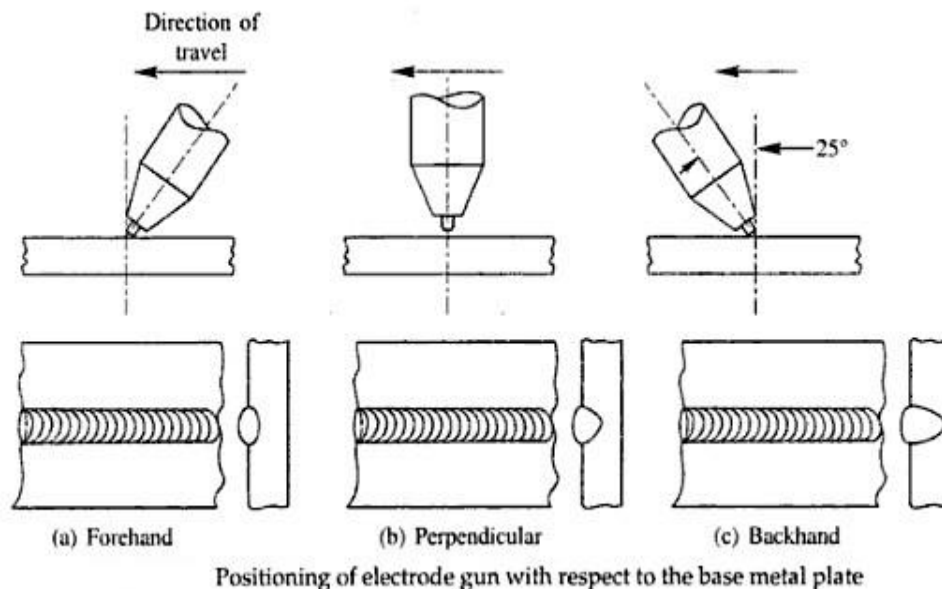 Direction of
travel
25°
(a) Forehand
(b) Perpendicular
(c) Backhand
Positioning of electrode gun with respect to the base metal plate